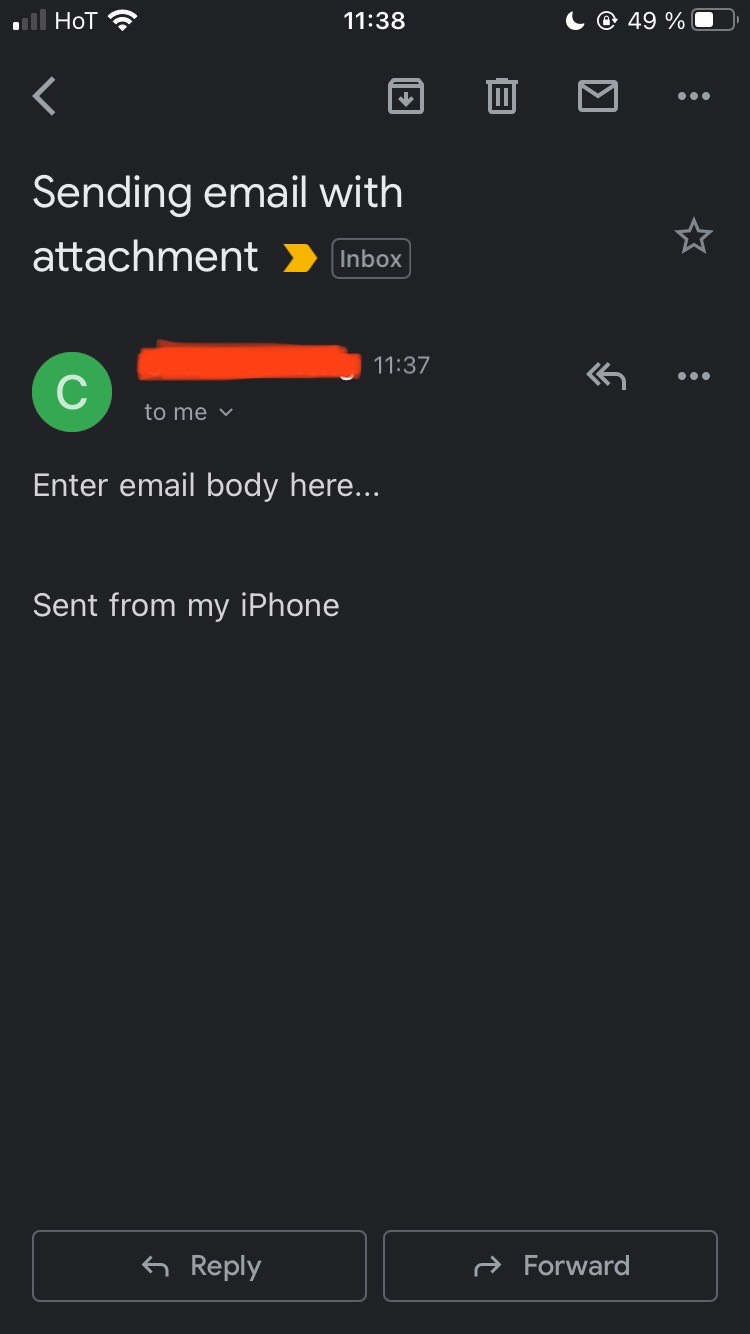 HoT 11:38 49 %
Sending email with
attachment Inbox
C 11:37
to me
Enter email body here...
Sent from my iPhone
Reply Forward